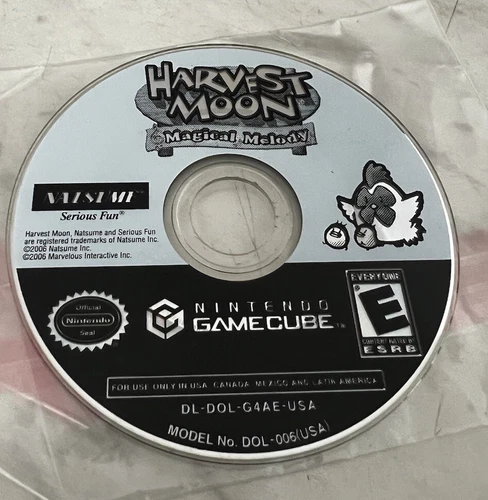 HARVEST
MOON®
Magical Melody
NATSUME™
Serious Fun®
Harvest Moon, Natsume and Serious Fun
are registered trademarks of Natsume Inc.
©2006 Natsume Inc.
©2006 Marvelous Interactive Inc.
Official
Nintendo
Seal
NINTENDO
GAMECUBE™
EVERYONE
E
CONTENT RATED BY
ESRB
FOR USE ONLY IN USA, CANADA, MEXICO AND LATIN AMERICA
DL-DOL-G4AE-USA
MODEL No. DOL-006(USA)